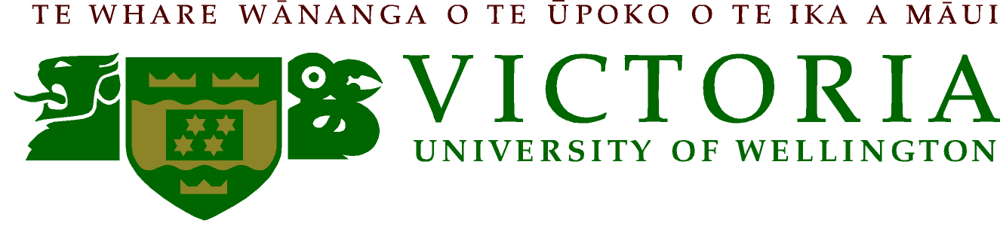 TE WHARE WĀNANGA O TE ŪPOKO O TE IKA A MĀUI
VICTORIA
UNIVERSITY OF WELLINGTON